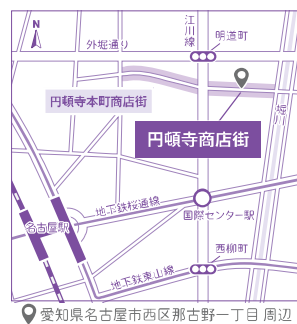 N
外堀通り
江川線
明道町
円頓寺本町商店街
円頓寺商店街
堀川
地下鉄桜通線
国際センター駅
名古屋駅
西柳町
地下鉄東山線
愛知県名古屋市西区那古野一丁目 周辺